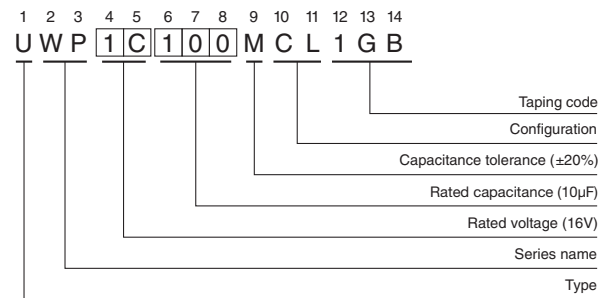 1 2 3 4 5 6 7 8 9 10 11 12 13 14
U W P 1 C 1 0 0 M C L 1 G B
Taping code
Configuration
Capacitance tolerance (±20%)
Rated capacitance (10µF)
Rated voltage (16V)
Series name
Type